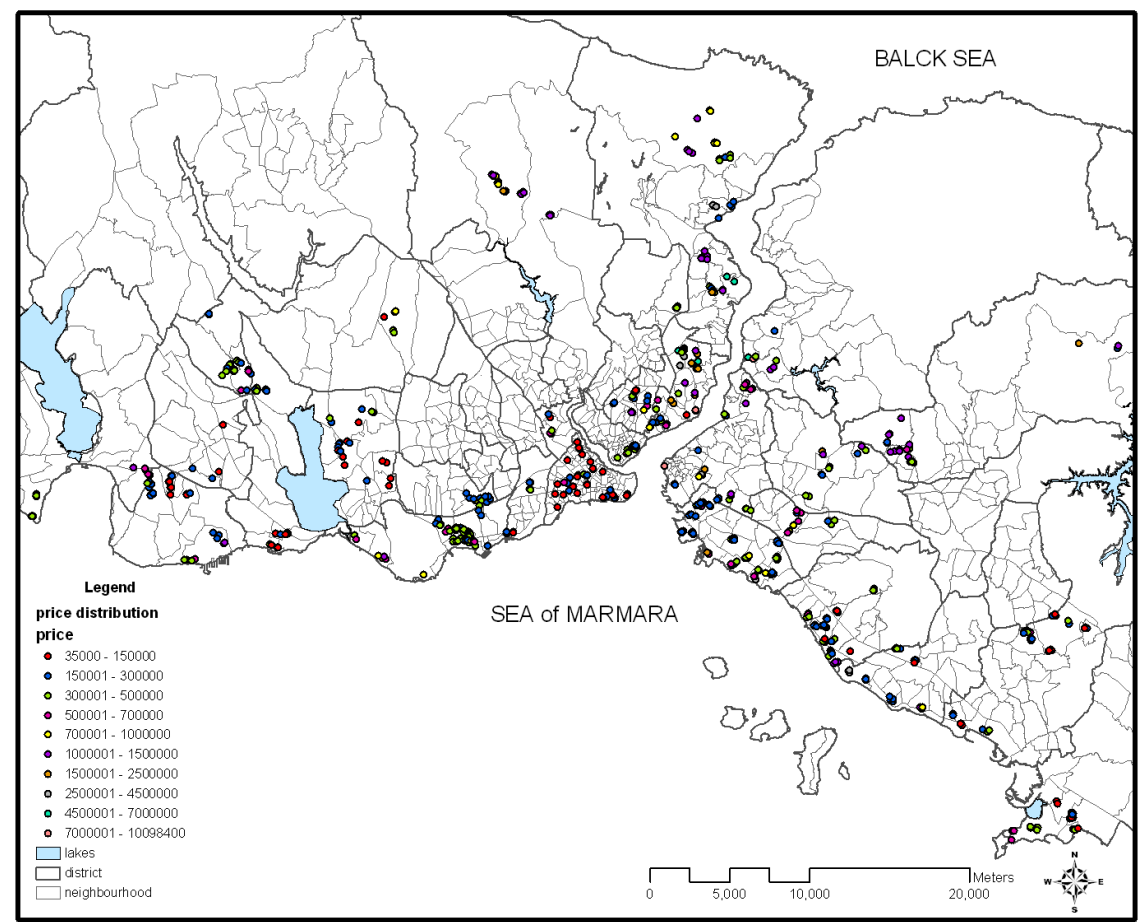 BALCK SEA
SEA of MARMARA
Legend
price distribution
price
35000 - 150000
150001 - 300000
300001 - 500000
500001 - 700000
700001 - 1000000
1000001 - 1500000
1500001 - 2500000
2500001 - 4500000
4500001 - 7000000
7000001 - 10098400
lakes
district
neighbourhood
Meters
0 5,000 10,000 20,000
N
W E
S